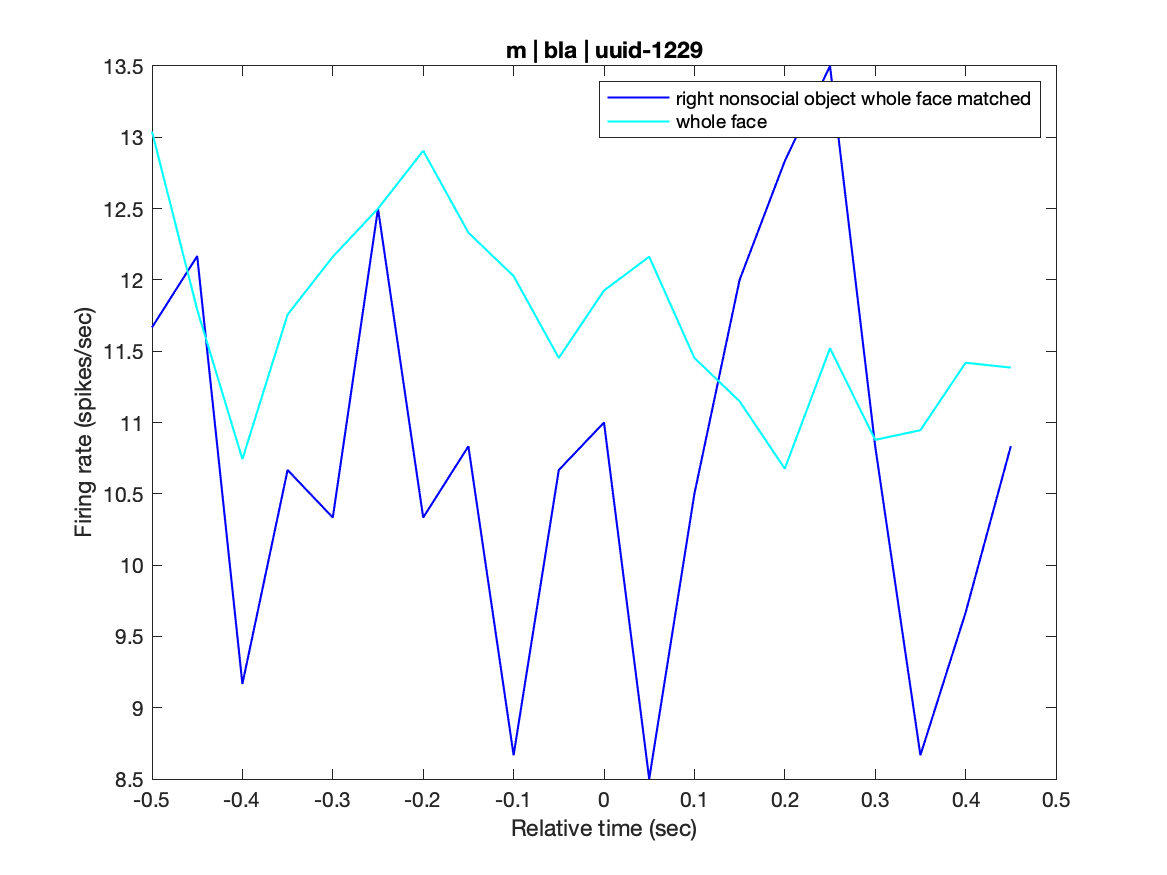 m | bla | uuid-1229
right nonsocial object whole face matched
whole face
Firing rate (spikes/sec)
13.5
13
12.5
12
11.5
11
10.5
10
9.5
9
8.5
-0.5 -0.4 -0.3 -0.2 -0.1 0 0.1 0.2 0.3 0.4 0.5
Relative time (sec)